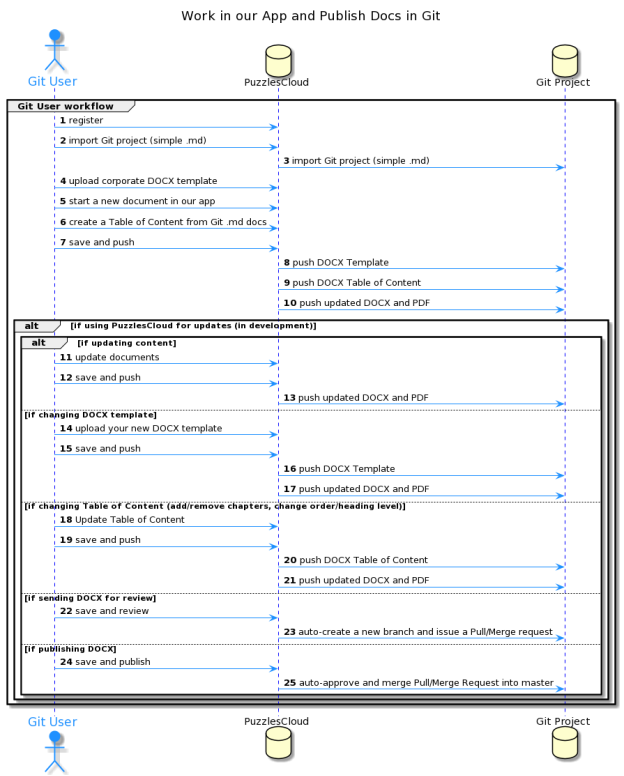 Work in our App and Publish Docs in Git
Git User
PuzzlesCloud
Git Project
Git User workflow
1 register
2 import Git project (simple .md)
3 import Git project (simple .md)
4 upload corporate DOCX template
5 start a new document in our app
6 create a Table of Content from Git .md docs
7 save and push
8 push DOCX Template
9 push DOCX Table of Content
10 push updated DOCX and PDF
alt [if using PuzzlesCloud for updates (in development)]
alt [if updating content]
11 update documents
12 save and push
13 push updated DOCX and PDF
[if changing DOCX template]
14 upload your new DOCX template
15 save and push
16 push DOCX Template
17 push updated DOCX and PDF
[if changing Table of Content (add/remove chapters, change order/heading level)]
18 Update Table of Content
19 save and push
20 push DOCX Table of Content
21 push updated DOCX and PDF
[if sending DOCX for review]
22 save and review
23 auto-create a new branch and issue a Pull/Merge request
[if publishing DOCX]
24 save and publish
25 auto-approve and merge Pull/Merge Request into master
Git User
PuzzlesCloud
Git Project